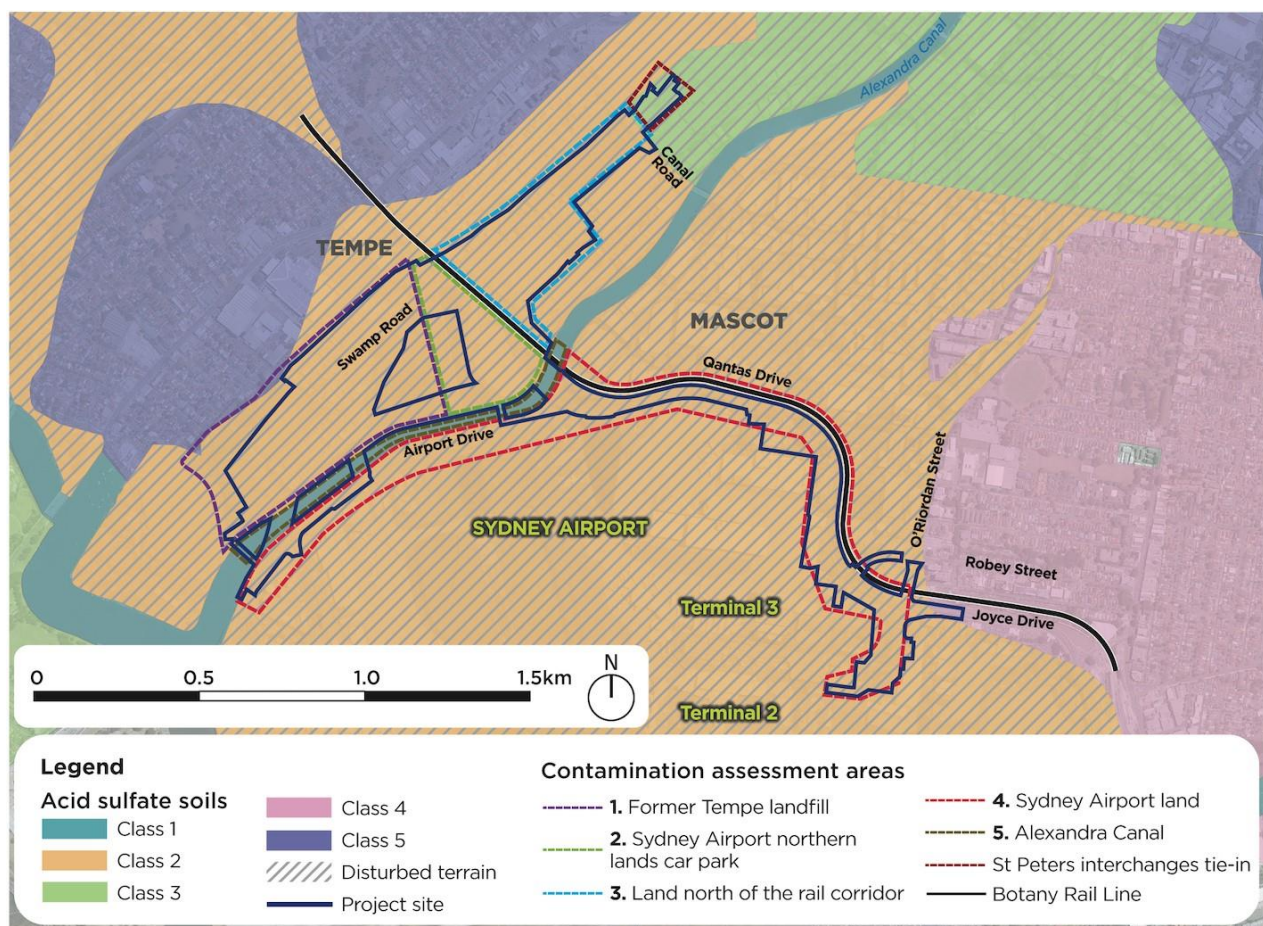 Alexandra Canal
Canal
Road
TEMPE
Swamp Road
MASCOT
Qantas Drive
Airport Drive
O'Riordan Street
SYDNEY AIRPORT
Robey Street
Terminal 3
Joyce Drive
0 0.5 1.0 1.5km
N
Terminal 2
Legend
Acid sulfate soils
Class 1
Class 2
Class 3
Class 4
Class 5
Disturbed terrain
Project site
Contamination assessment areas
1. Former Tempe landfill
2. Sydney Airport northern
lands car park
3. Land north of the rail corridor
4. Sydney Airport land
5. Alexandra Canal
St Peters interchanges tie-in
Botany Rail Line